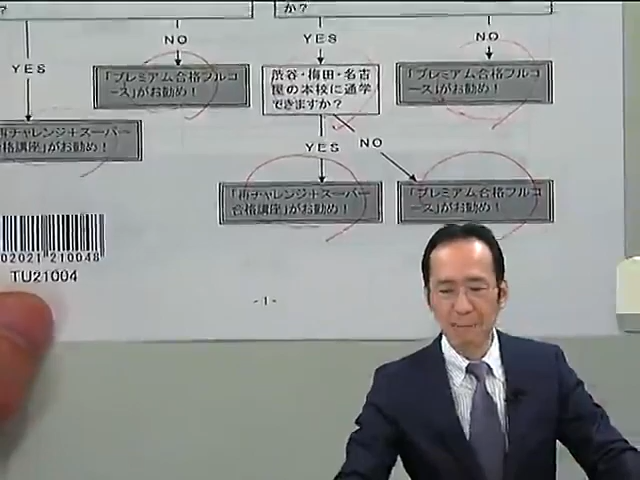 ?
か?
NO
YES
NO
YES
「プレミアム合格フルコ
ース」がお勧め!
渋谷・梅田・名古
屋の本校に通学
できますか?
「プレミアム合格フルコ
ース」がお勧め!
再チャレンジ+スーパー
合格講座」がお勧め!
YES
NO
「再チャレンジ+スーパー
合格講座」がお勧め!
「プレミアム合格フルコ
ース」がお勧め!
02021210048
TU21004
-1-